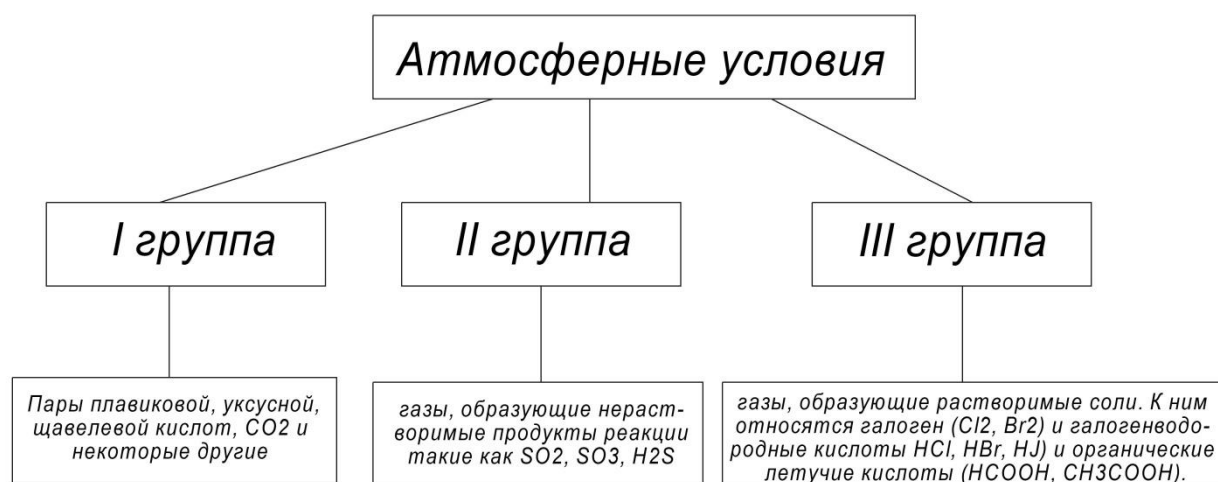 Атмосферные условия
I группа
II группа
III группа
Пары плавиковой, уксусной,
щавелевой кислот, CO2 и
некоторые другие
газы, образующие нераст-
воримые продукты реакции
такие как SO2, SO3, H2S
газы, образующие растворимые соли. К ним
относятся галоген (Cl2, Br2) и галогенводо-
родные кислоты HCl, HBr, HJ) и органические
летучие кислоты (HCOOH, CH3COOH).